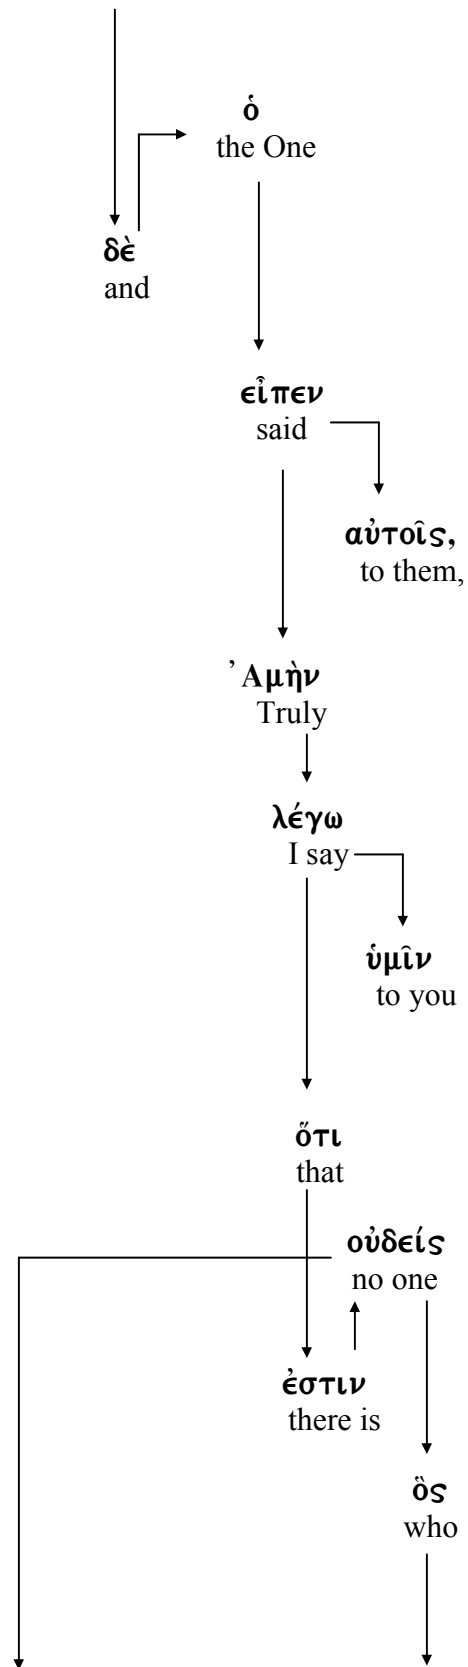 ὁ
the One
δὲ
and
εἶπεν
said
αὐτοῖς,
to them,
᾿Αμὴν
Truly
λέγω
I say
ὑμῖν
to you
ὅτι
that
οὐδείς
no one
ἐστιν
there is
ὃς
who